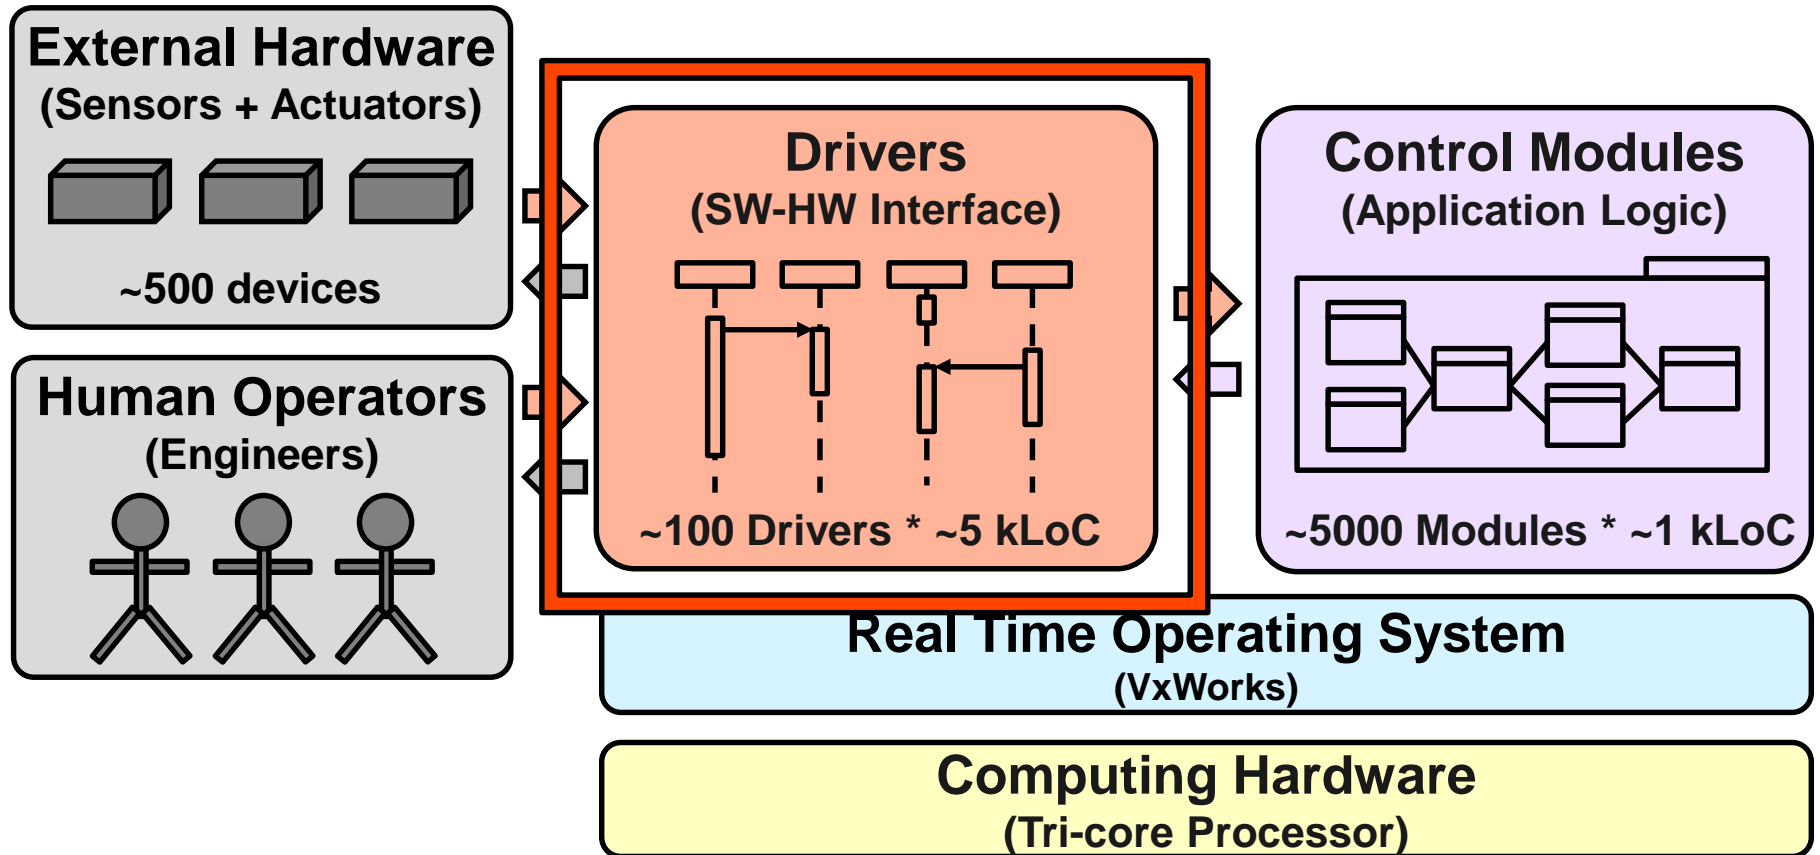 External Hardware
(Sensors + Actuators)
~500 devices
Human Operators
(Engineers)
Drivers
(SW-HW Interface)
~100 Drivers * ~5 kLoC
Control Modules
(Application Logic)
~5000 Modules * ~1 kLoC
Real Time Operating System
(VxWorks)
Computing Hardware
(Tri-core Processor)